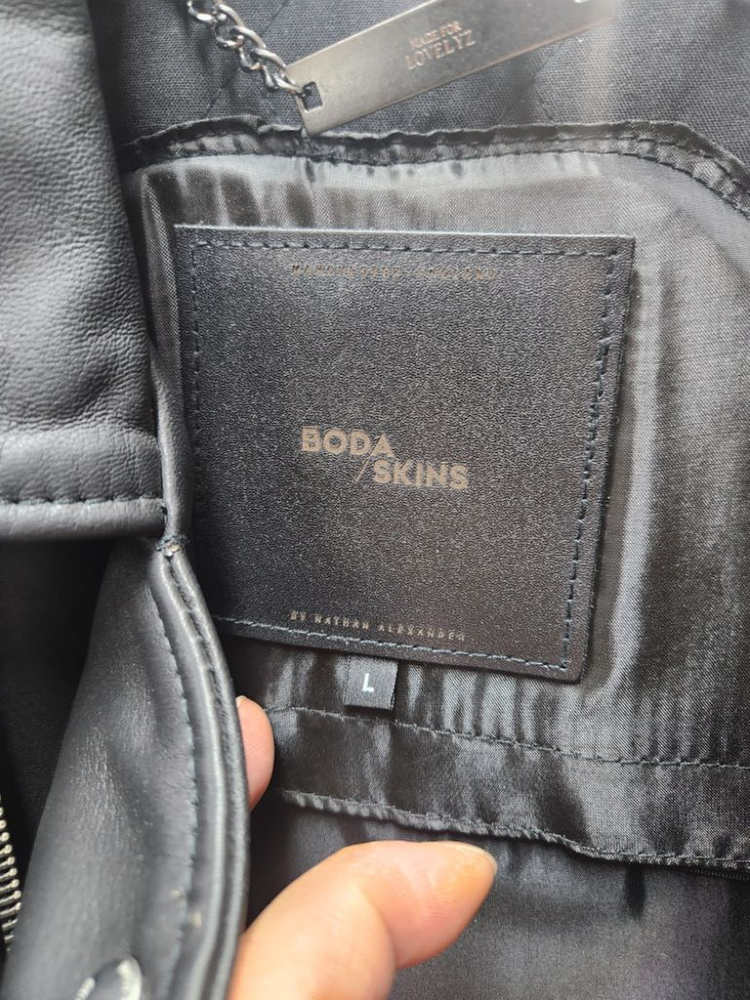 MADE FOR
LOVELYZ
BODA
/SKINS
BY NATHAN ALEXANDER
L